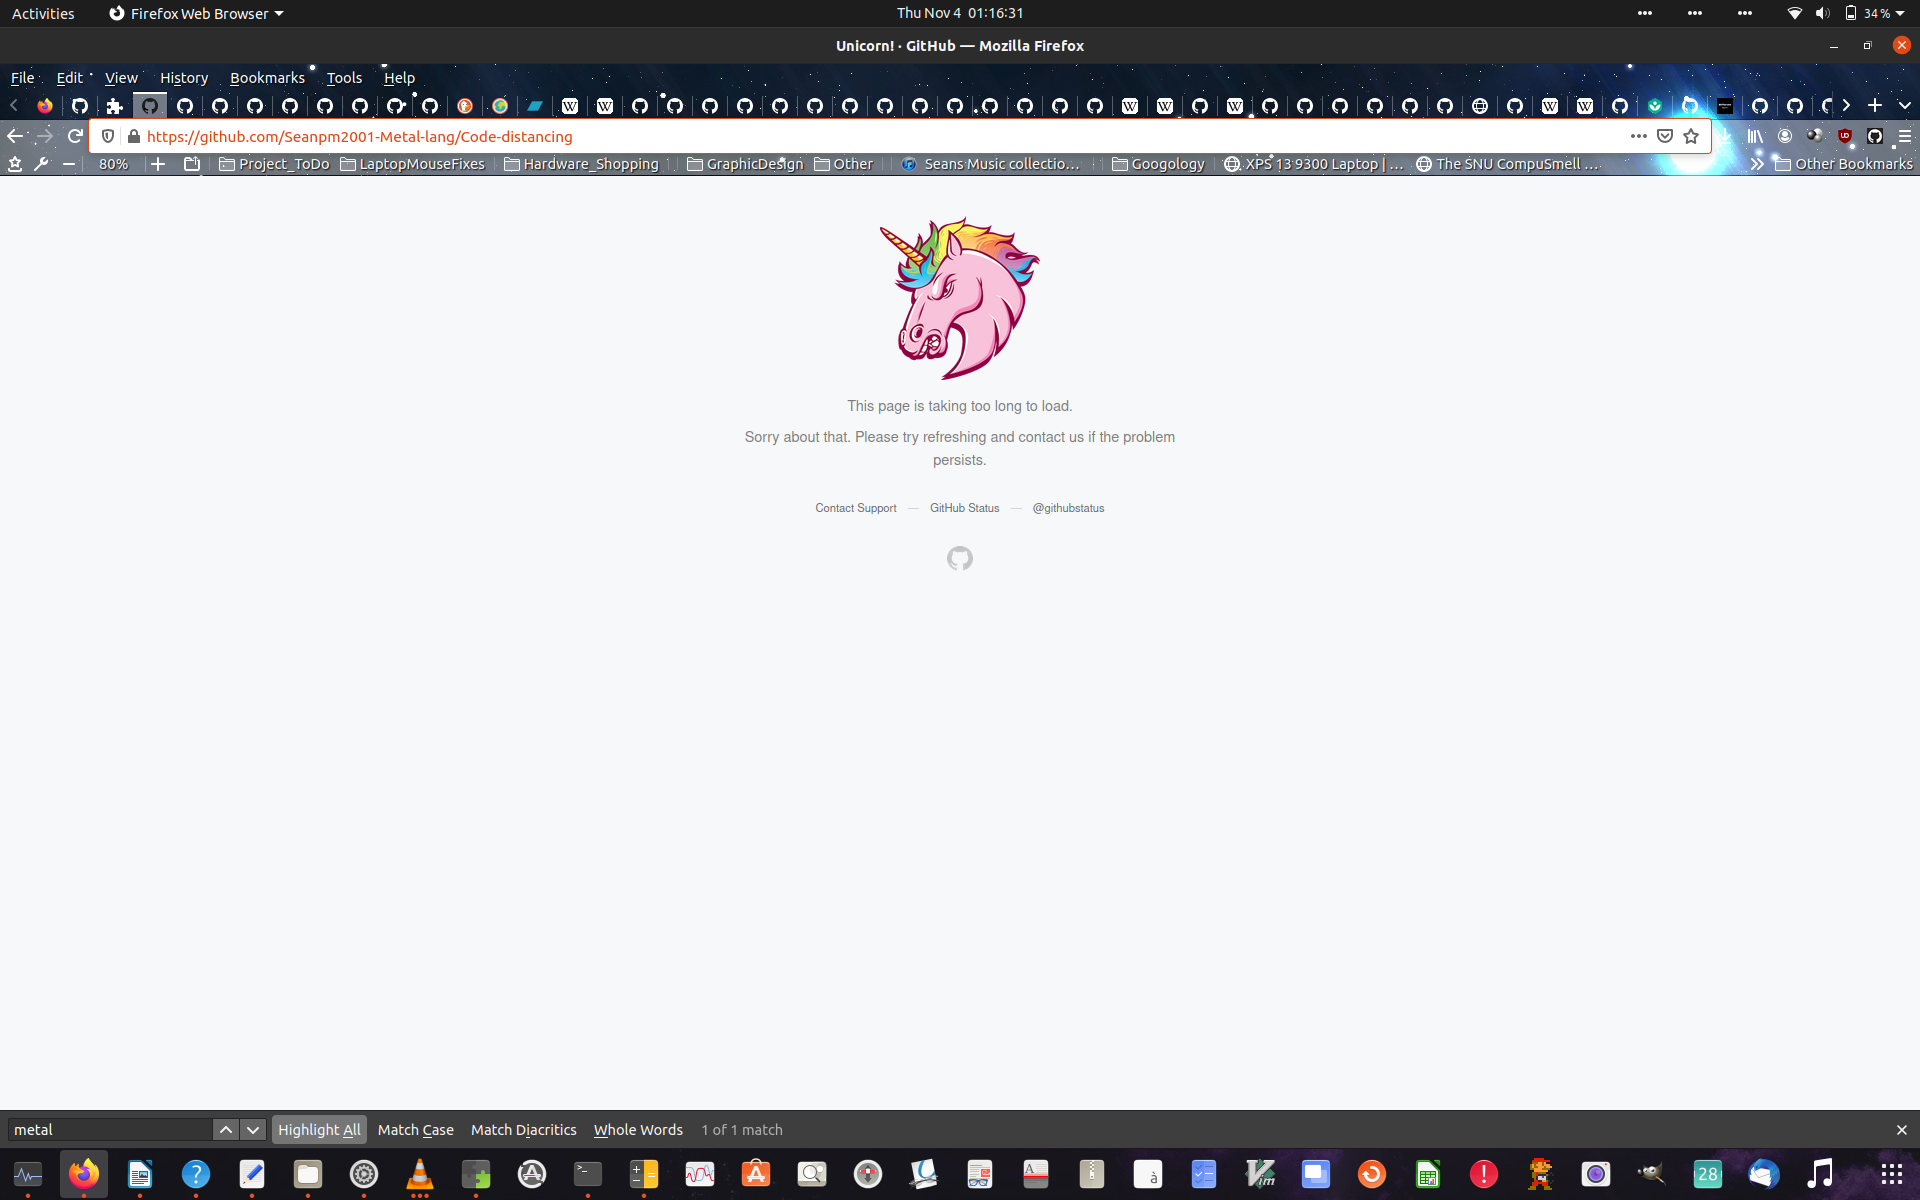 Activities
Firefox Web Browser
Thu Nov 4 01:16:31
34 %
Unicorn! · GitHub — Mozilla Firefox
File Edit View History Bookmarks Tools Help
https://github.com/Seanpm2001-Metal-lang/Code-distancing
80%
Project_ToDo
LaptopMouseFixes
Hardware_Shopping
GraphicDesign
Other
Seans Music collectio…
Googology
XPS 13 9300 Laptop | …
The SNU CompuSmell …
Other Bookmarks
This page is taking too long to load.
Sorry about that. Please try refreshing and contact us if the problem
persists.
Contact Support — GitHub Status — @githubstatus
metal
Highlight All
Match Case
Match Diacritics
Whole Words
1 of 1 match
28